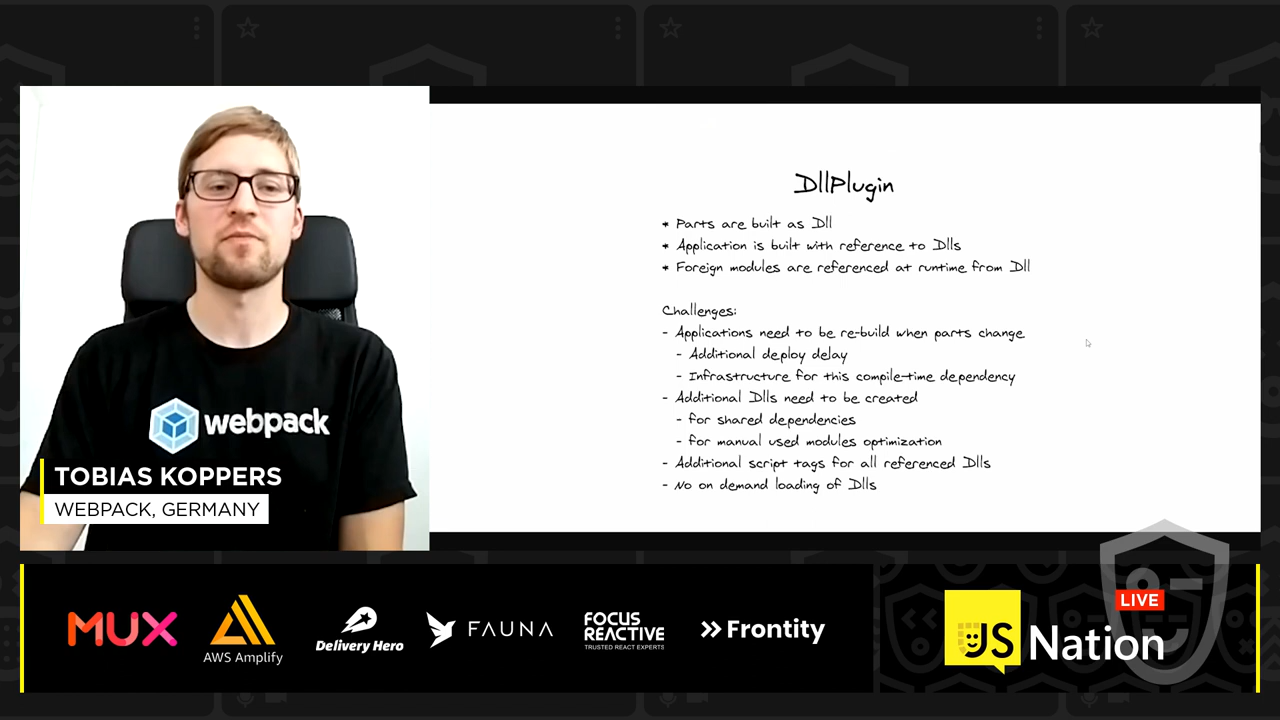 DllPlugin
* Parts are built as Dll
* Application is built with reference to Dlls
* Foreign modules are referenced at runtime from Dll
Challenges:
- Applications need to be re-build when parts change
- Additional deploy delay
- Infrastructure for this compile-time dependency
- Additional Dlls need to be created
- for shared dependencies
- for manual used modules optimization
- Additional script tags for all referenced Dlls
- No on demand loading of Dlls
webpack
TOBIAS KOPPERS
WEBPACK, GERMANY
MUX
AWS Amplify
Delivery Hero
FAUNA
FOCUS
REACTIVE
TRUSTED REACT EXPERTS
Frontity
LIVE
JS Nation